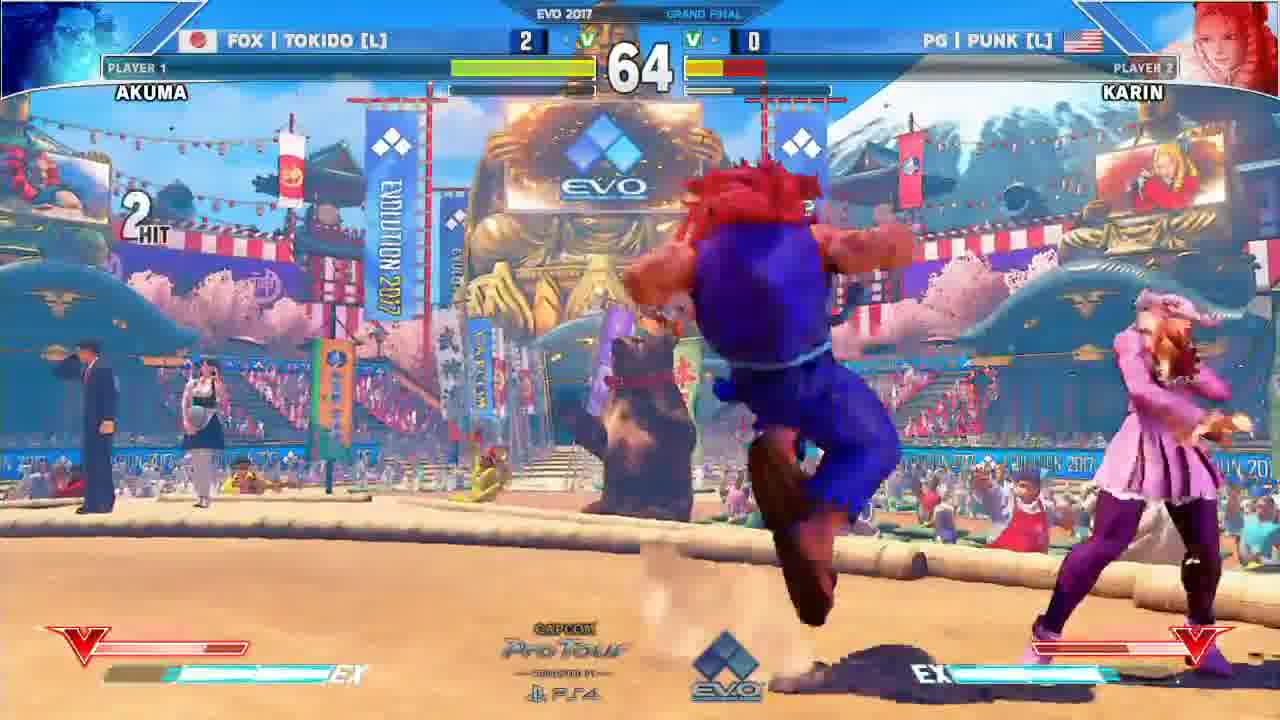 EVO 2017 GRAND FINAL
FOX | TOKIDO [L] 2 V 64 V 0 PG | PUNK [L]
PLAYER 1 PLAYER 2
AKUMA KARIN
EVO
EVOLUTION 2017
2 HIT
V V
EX EX
CAPCOM
Pro Tour
PS4
EVO